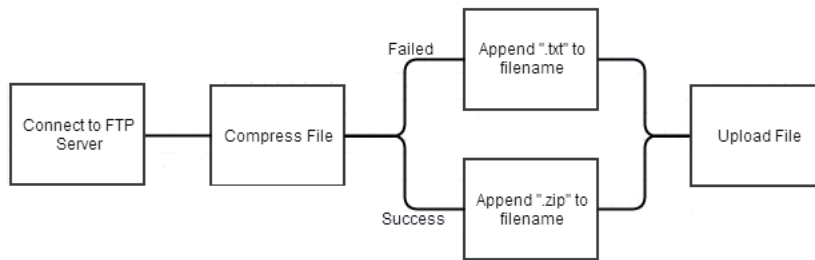 Connect to FTP
Server
Compress File
Failed
Append ".txt" to
filename
Success
Append ".zip" to
filename
Upload File